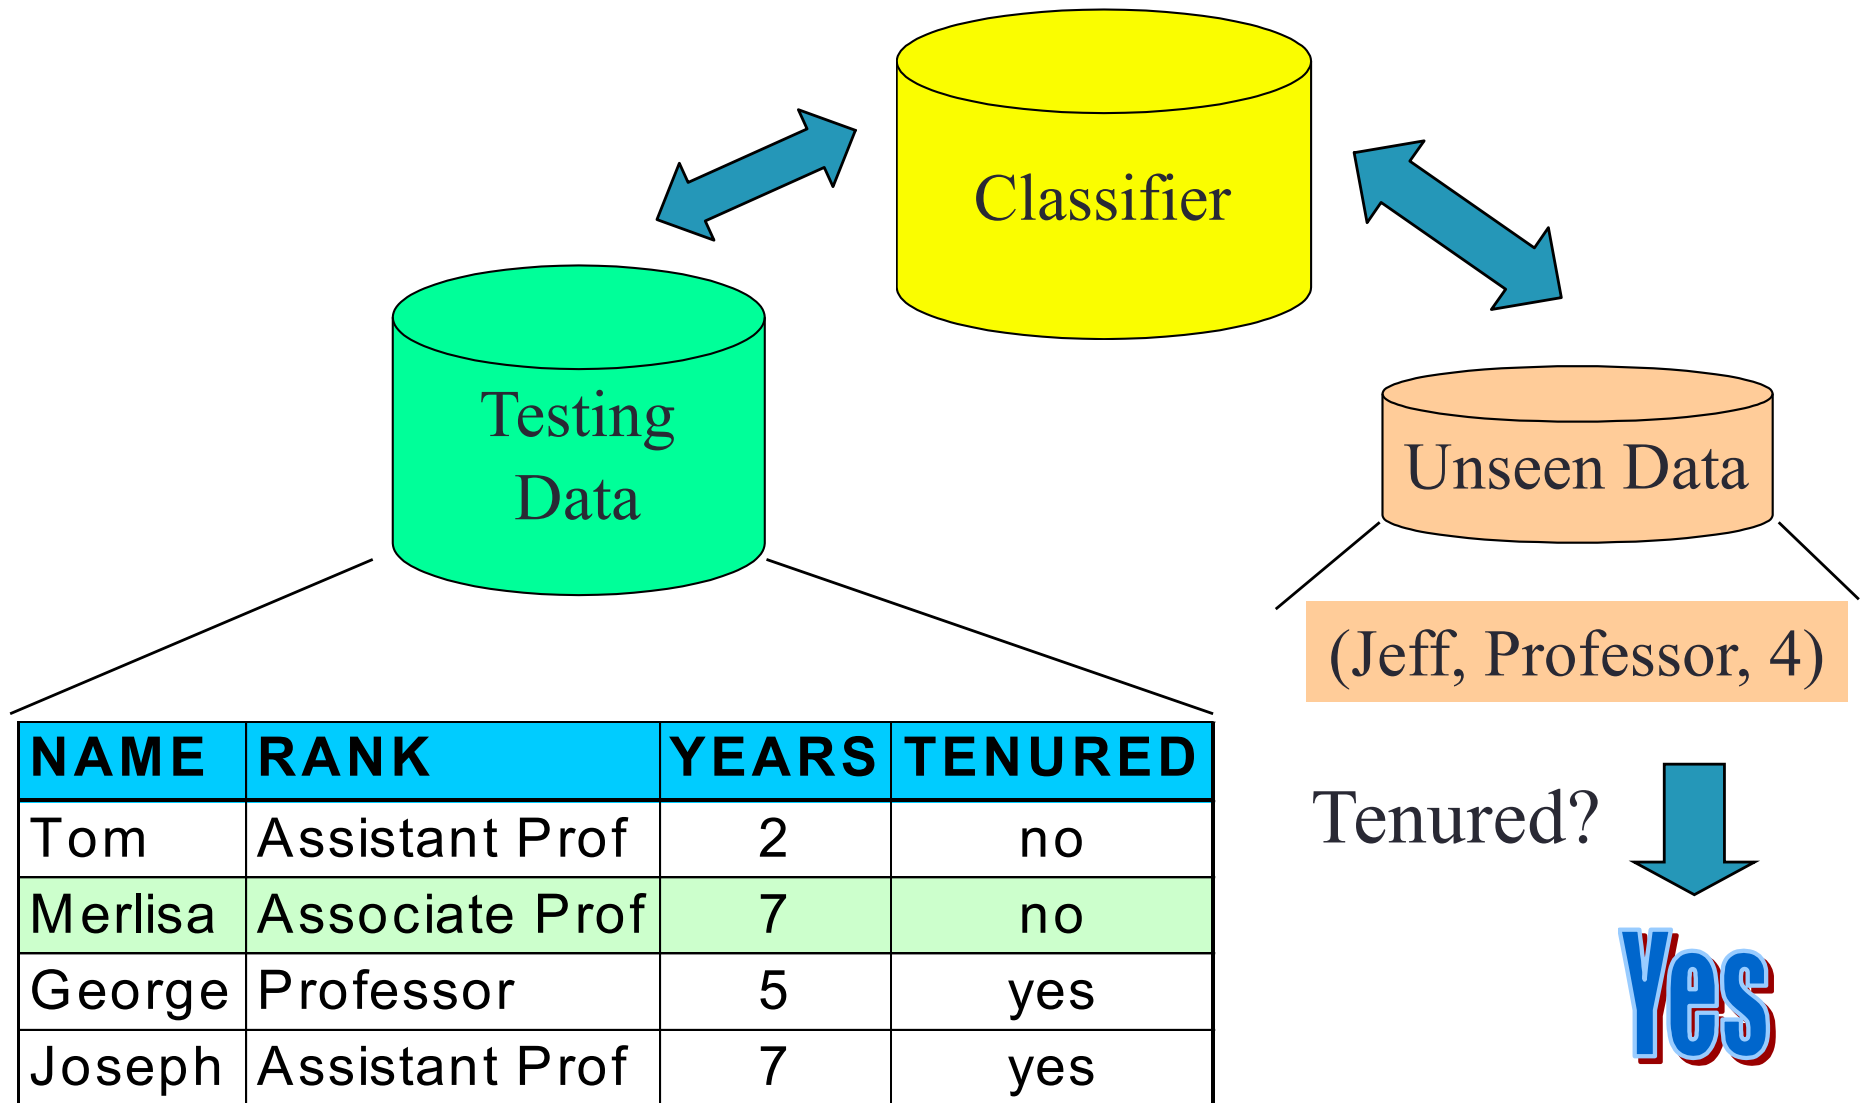 Classifier
Testing
Data
Unseen Data
(Jeff, Professor, 4)
NAME RANK YEARS TENURED
Tom Assistant Prof 2 no
Merlisa Associate Prof 7 no
George Professor 5 yes
Joseph Assistant Prof 7 yes
Tenured?
Yes